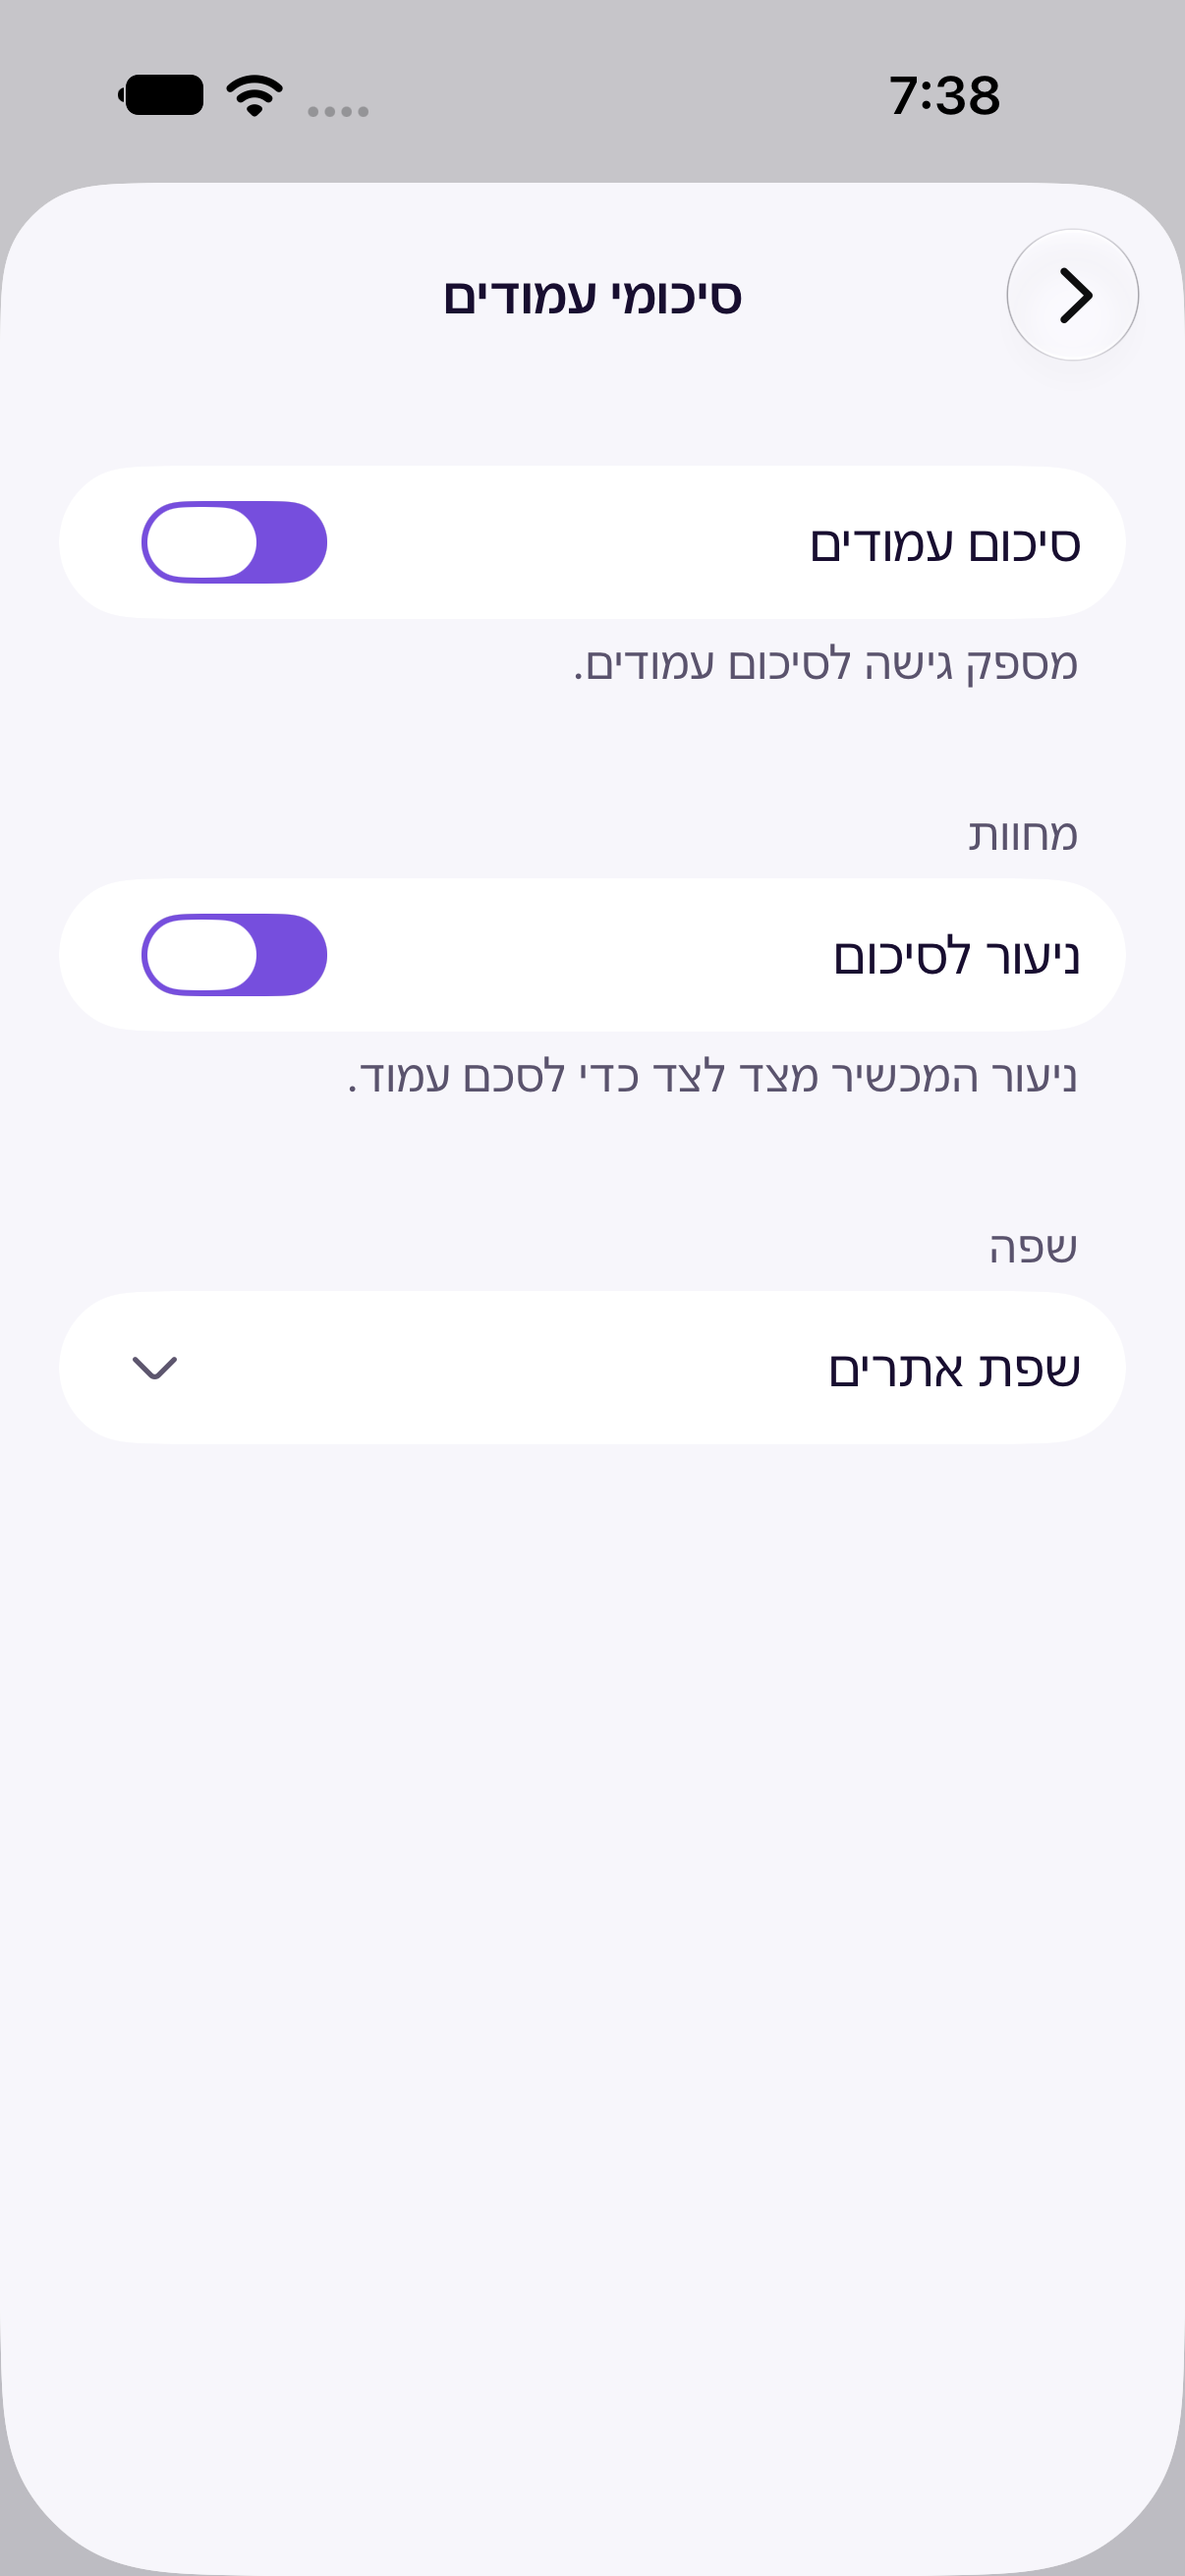 7:38
סיכומי עמודים
סיכום עמודים
מספק גישה לסיכום עמודים.
מחוות
ניעור לסיכום
ניעור המכשיר מצד לצד כדי לסכם עמוד.
שפה
שפת אתרים